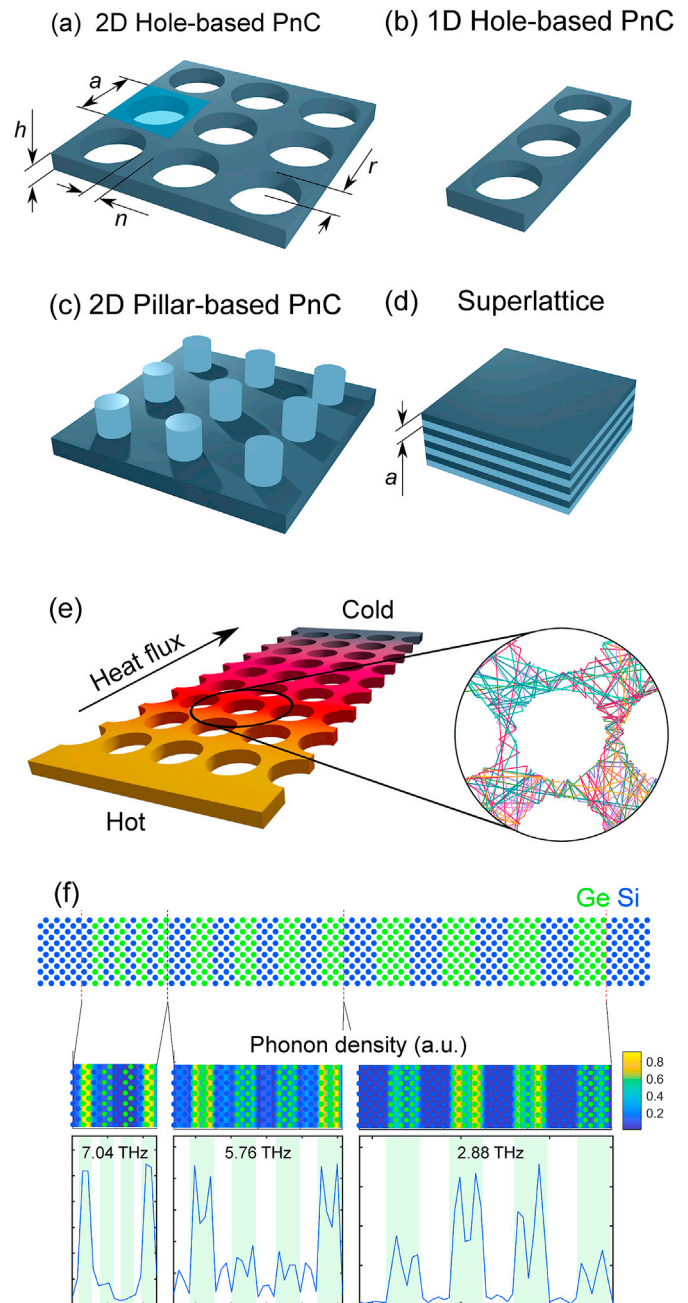 (a) 2D Hole-based PnC
a
h
n
r
(b) 1D Hole-based PnC
(c) 2D Pillar-based PnC
(d) Superlattice
a
(e)
Cold
Heat flux
Hot
(f)
Ge Si
Phonon density (a.u.)
0.8
0.6
0.4
0.2
7.04 THz
5.76 THz
2.88 THz